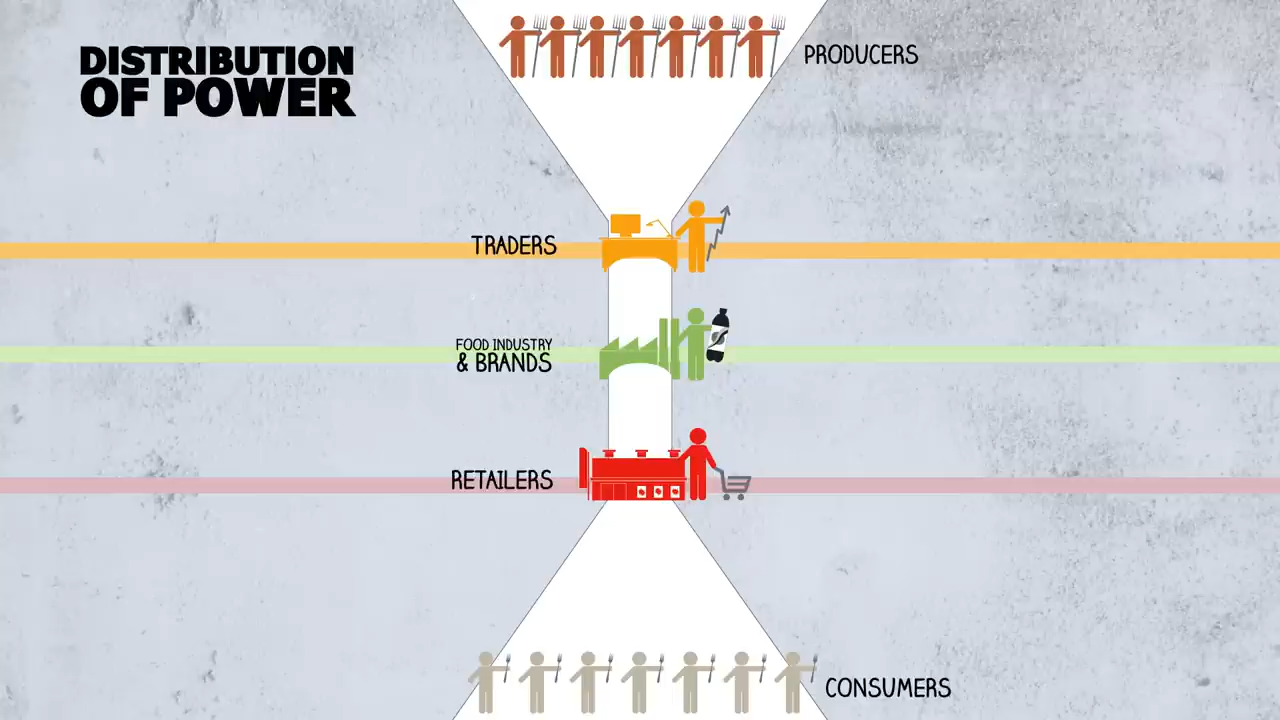 DISTRIBUTION
OF POWER
PRODUCERS
TRADERS
FOOD INDUSTRY
& BRANDS
RETAILERS
CONSUMERS